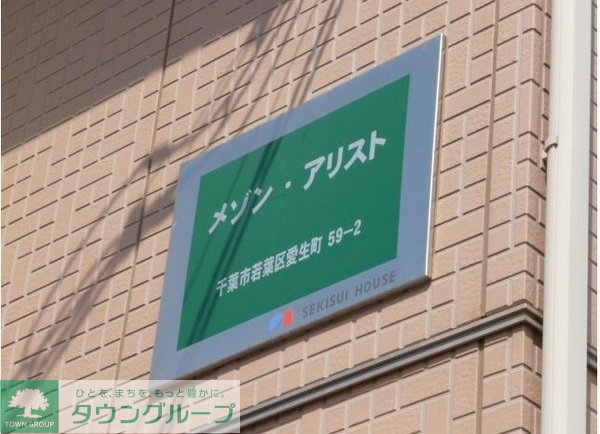 メゾン・アリスト
千葉市若葉区愛生町 59-2
SEKISUI HOUSE
ひとを、まちを、もっと豊かに。
タウングループ
TOWN GROUP